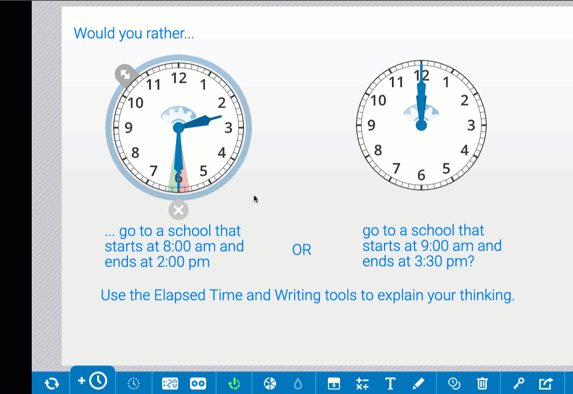 Would you rather...
12
11
1
10
2
9
3
8
4
7
6
5
12
11
1
10
2
9
3
8
4
7
6
5
... go to a school that
starts at 8:00 am and
ends at 2:00 pm
OR
go to a school that
starts at 9:00 am and
ends at 3:30 pm?
Use the Elapsed Time and Writing tools to explain your thinking.
T